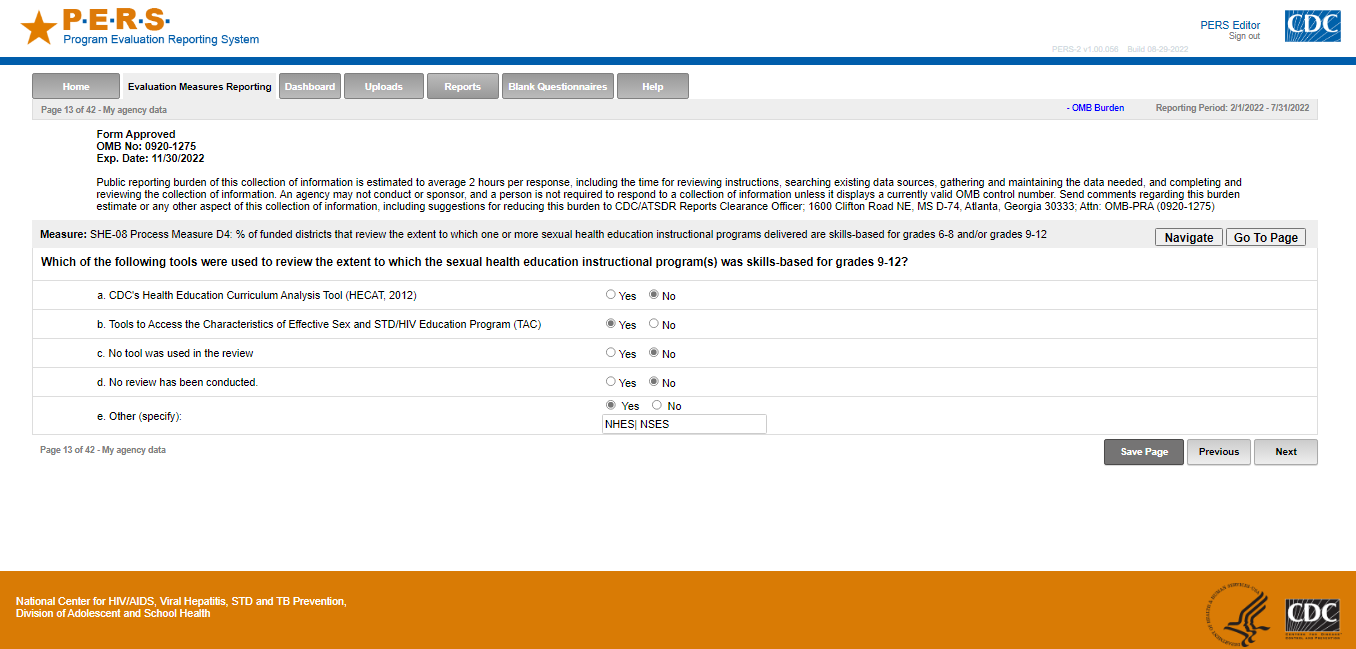 P·E·R·S·
Program Evaluation Reporting System
PERS Editor
Sign out
CDC
PERS-2 v1.00.056 Build 08-29-2022
Home Evaluation Measures Reporting Dashboard Uploads Reports Blank Questionnaires Help
Page 13 of 42 - My agency data - OMB Burden Reporting Period: 2/1/2022 - 7/31/2022
Form Approved
OMB No: 0920-1275
Exp. Date: 11/30/2022
Public reporting burden of this collection of information is estimated to average 2 hours per response, including the time for reviewing instructions, searching existing data sources, gathering and maintaining the data needed, and completing and
reviewing the collection of information. An agency may not conduct or sponsor, and a person is not required to respond to a collection of information unless it displays a currently valid OMB control number. Send comments regarding this burden
estimate or any other aspect of this collection of information, including suggestions for reducing this burden to CDC/ATSDR Reports Clearance Officer; 1600 Clifton Road NE, MS D-74, Atlanta, Georgia 30333; Attn: OMB-PRA (0920-1275)
Measure: SHE-08 Process Measure D4: % of funded districts that review the extent to which one or more sexual health education instructional programs delivered are skills-based for grades 6-8 and/or grades 9-12
Navigate Go To Page
Which of the following tools were used to review the extent to which the sexual health education instructional program(s) was skills-based for grades 9-12?
a. CDC's Health Education Curriculum Analysis Tool (HECAT, 2012) Yes No
b. Tools to Access the Characteristics of Effective Sex and STD/HIV Education Program (TAC) Yes No
c. No tool was used in the review Yes No
d. No review has been conducted. Yes No
e. Other (specify): Yes No
NHES| NSES
Page 13 of 42 - My agency data Save Page Previous Next
National Center for HIV/AIDS, Viral Hepatitis, STD and TB Prevention,
Division of Adolescent and School Health
CDC